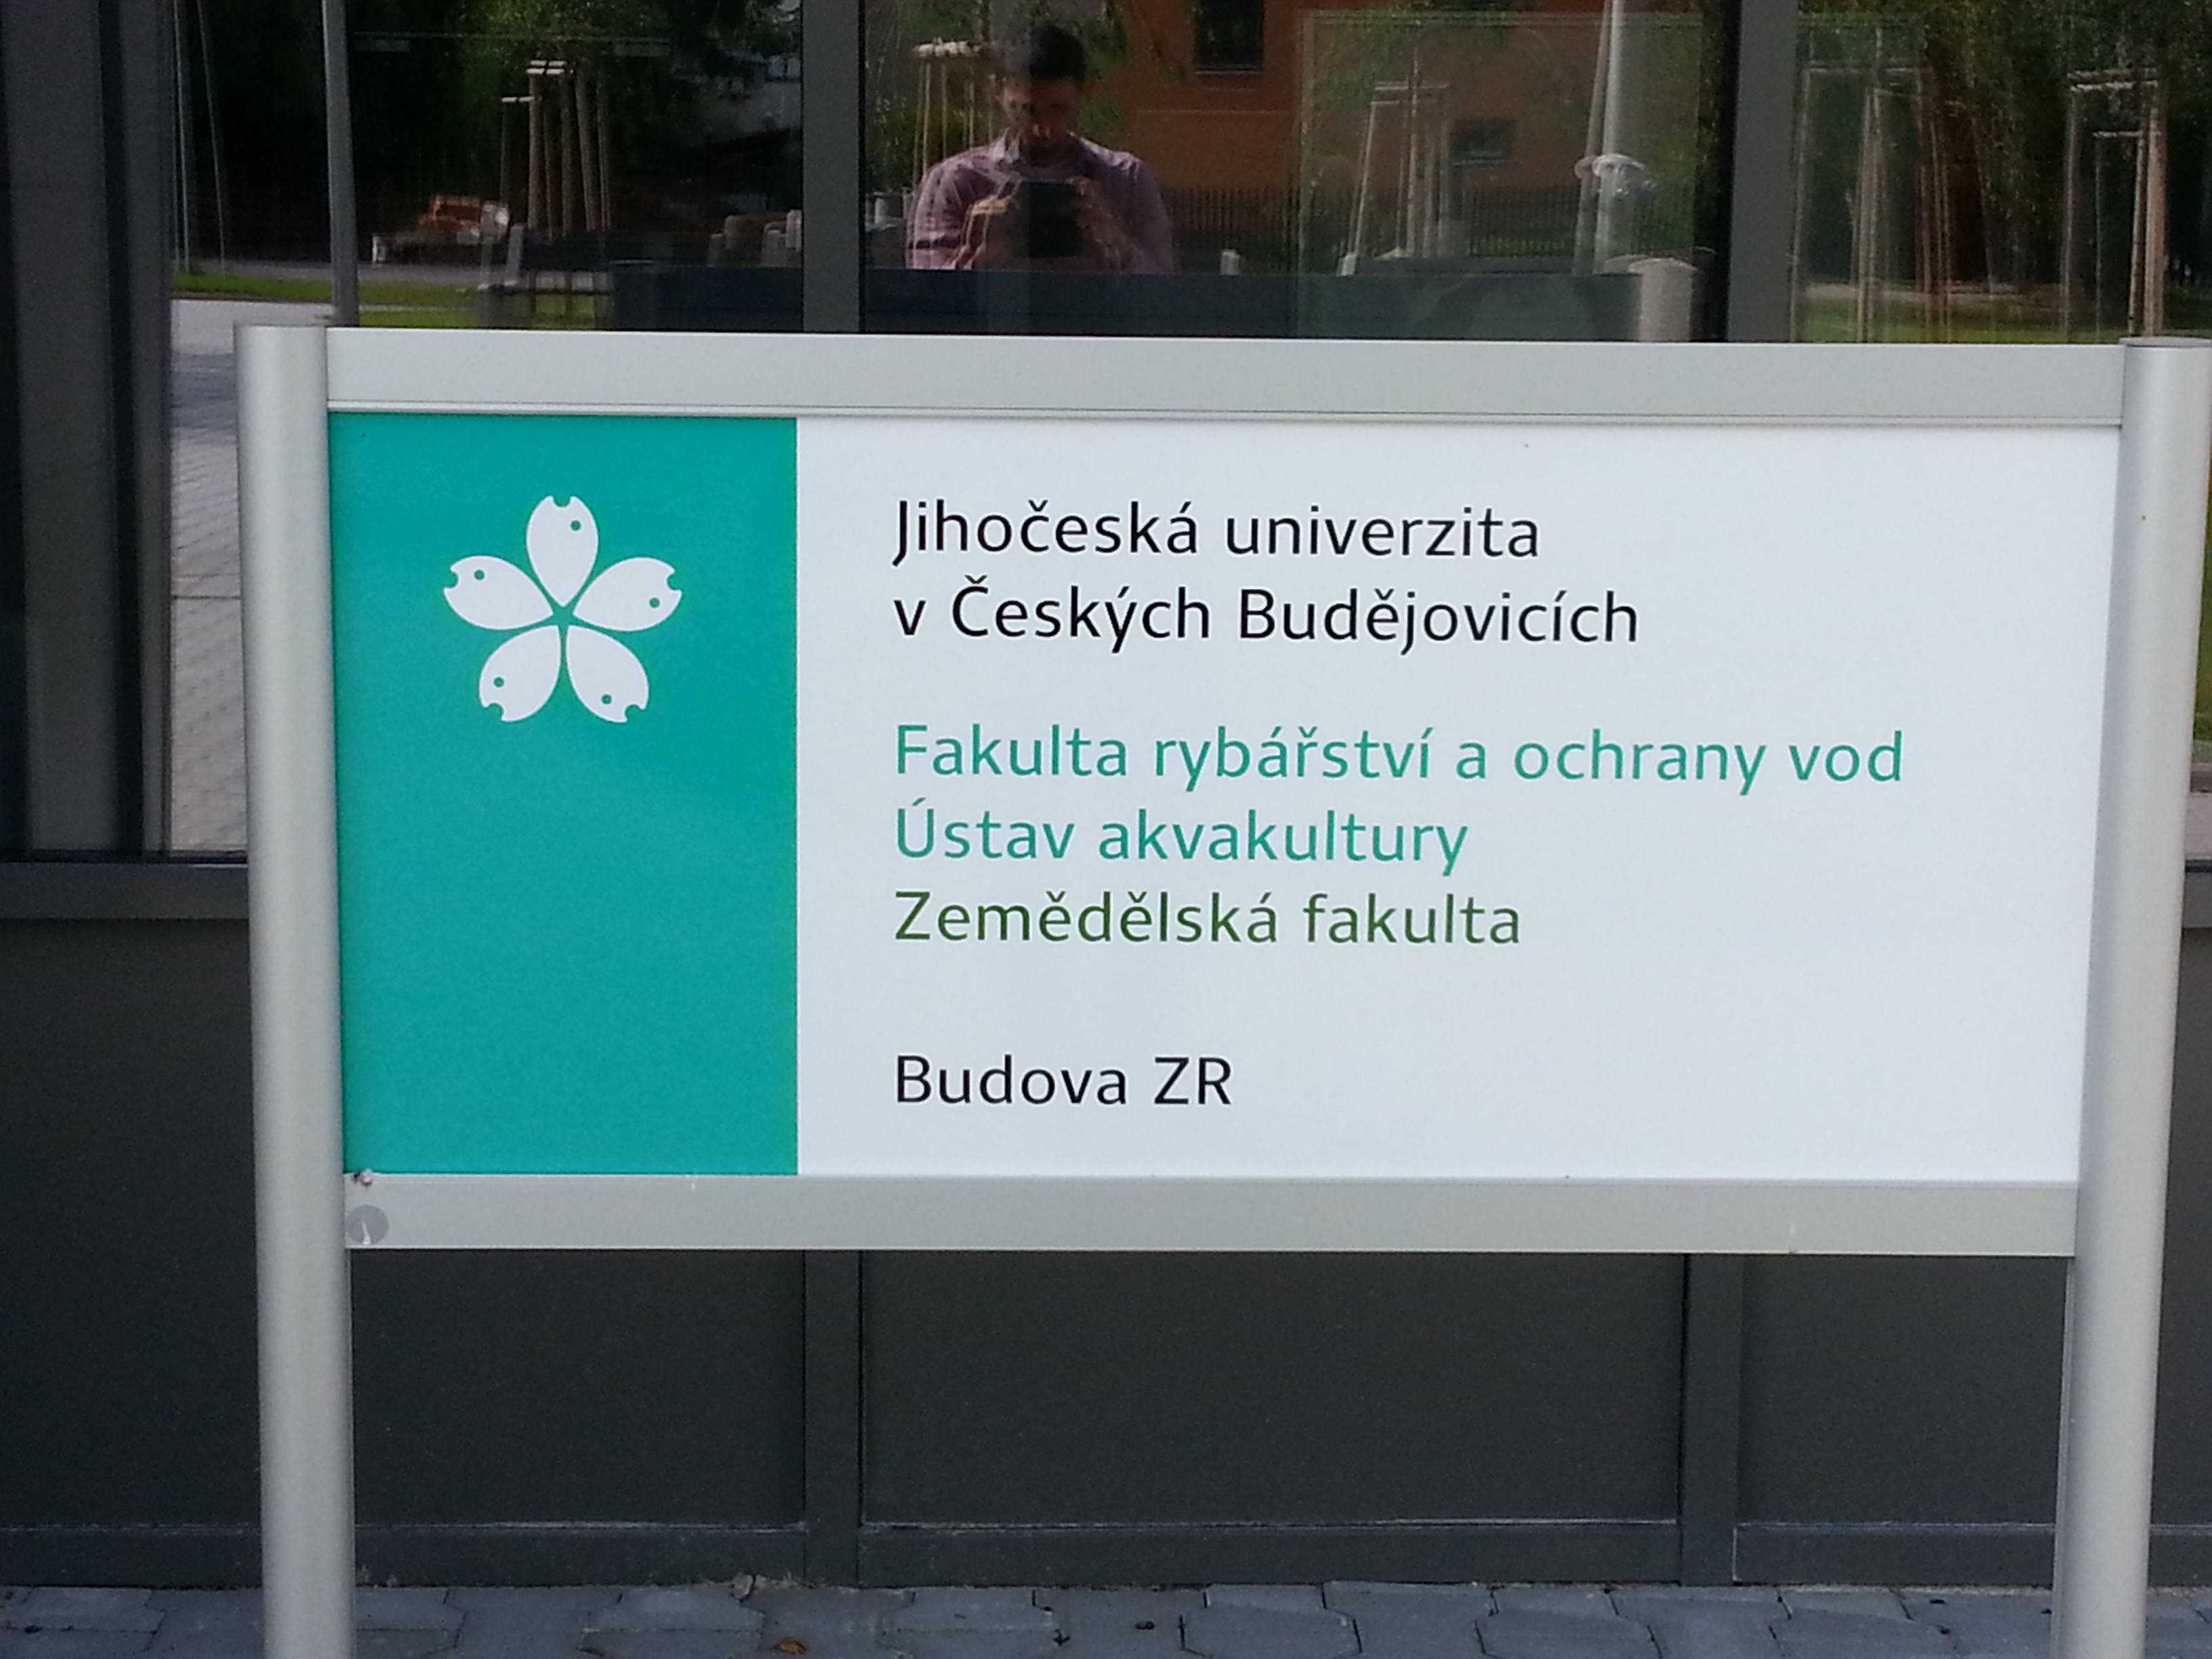 Jihočeská univerzita
v Českých Budějovicích
Fakulta rybářství a ochrany vod
Ústav akvakultury
Zemědělská fakulta
Budova ZR